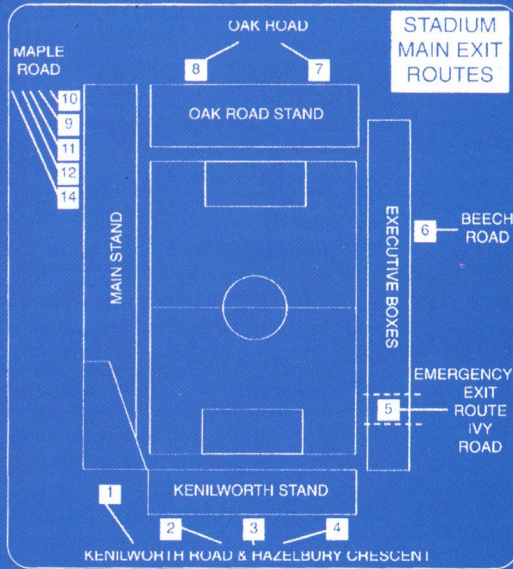 STADIUM
MAIN EXIT
ROUTES
OAK ROAD
8
7
MAPLE
ROAD
10
9
11
12
14
OAK ROAD STAND
MAIN STAND
EXECUTIVE BOXES
6
BEECH
ROAD
EMERGENCY
EXIT
ROUTE
IVY
ROAD
5
KENILWORTH STAND
1
2
3
4
KENILWORTH ROAD & HAZELBURY CRESCENT